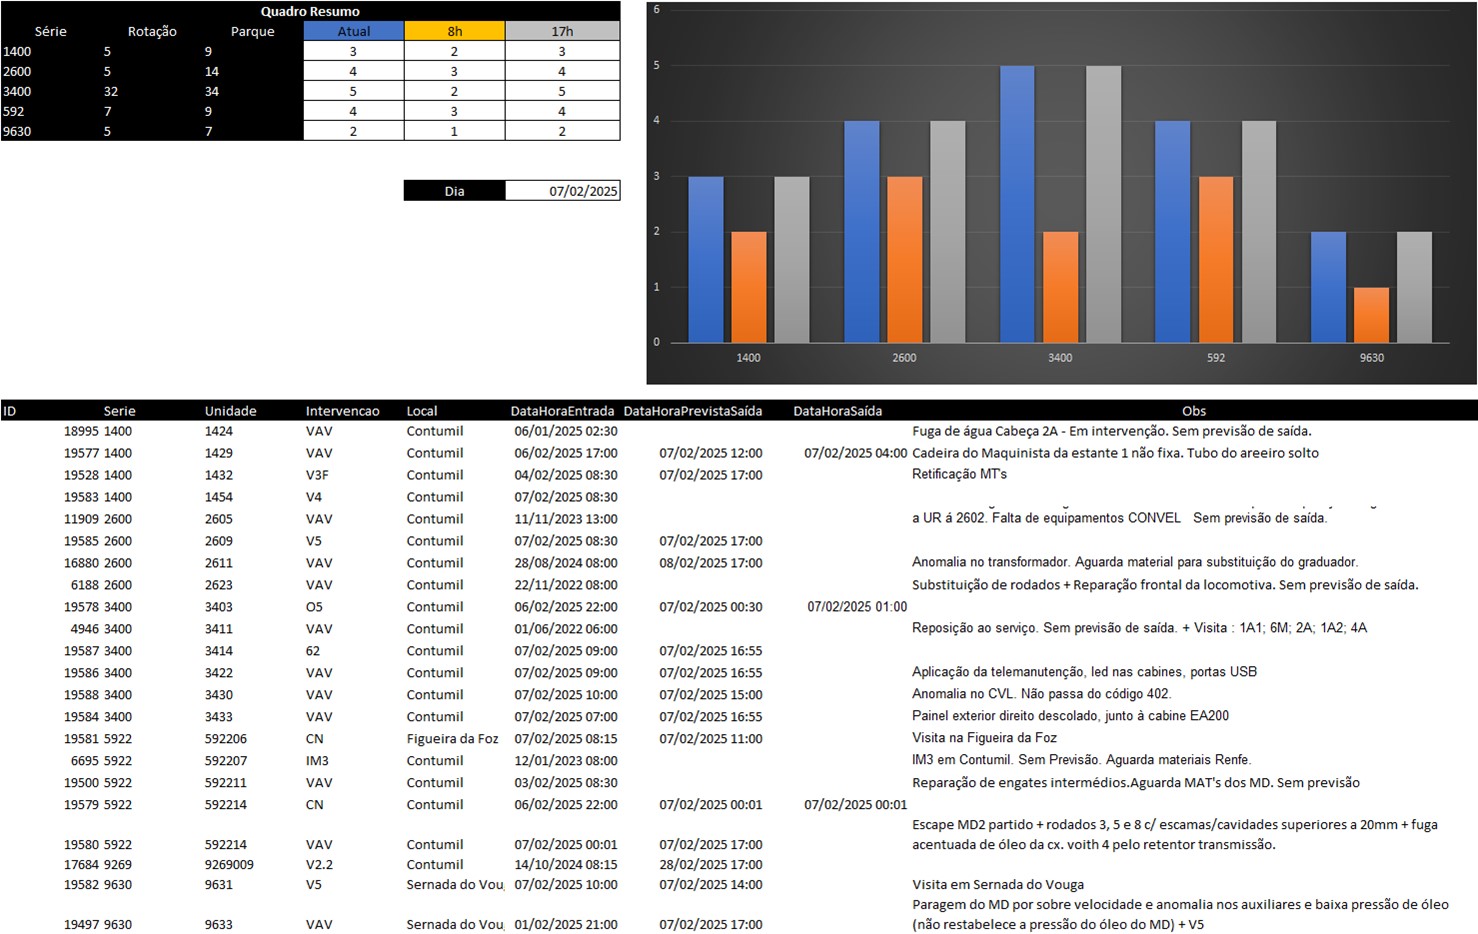 Quadro Resumo
Série Rotação Parque Atual 8h 17h
1400 5 9 3 2 3
2600 5 14 4 3 4
3400 32 34 5 2 5
592 7 9 4 3 4
9630 5 7 2 1 2
Dia 07/02/2025
6
5
4
3
2
1
0
1400 2600 3400 592 9630
ID Serie Unidade Intervencao Local DataHoraEntrada DataHoraPrevistaSaída DataHoraSaída Obs
18995 1400 1424 VAV Contumil 06/01/2025 02:30 Fuga de água Cabeça 2A - Em intervenção. Sem previsão de saída.
19577 1400 1429 VAV Contumil 06/02/2025 17:00 07/02/2025 12:00 07/02/2025 04:00 Cadeira do Maquinista da estante 1 não fixa. Tubo do areeiro solto
19528 1400 1432 V3F Contumil 04/02/2025 08:30 07/02/2025 17:00 Retificação MT's
19583 1400 1454 V4 Contumil 07/02/2025 08:30
11909 2600 2605 VAV Contumil 11/11/2023 13:00 a UR á 2602. Falta de equipamentos CONVEL Sem previsão de saída.
19585 2600 2609 V5 Contumil 07/02/2025 08:30 07/02/2025 17:00
16880 2600 2611 VAV Contumil 28/08/2024 08:00 08/02/2025 17:00 Anomalia no transformador. Aguarda material para substituição do graduador.
6188 2600 2623 VAV Contumil 22/11/2022 08:00 Substituição de rodados + Reparação frontal da locomotiva. Sem previsão de saída.
19578 3400 3403 O5 Contumil 06/02/2025 22:00 07/02/2025 00:30 07/02/2025 01:00
4946 3400 3411 VAV Contumil 01/06/2022 06:00 Reposição ao serviço. Sem previsão de saída. + Visita : 1A1; 6M; 2A; 1A2; 4A
19587 3400 3414 62 Contumil 07/02/2025 09:00 07/02/2025 16:55
19586 3400 3422 VAV Contumil 07/02/2025 09:00 07/02/2025 16:55 Aplicação da telemanutenção, led nas cabines, portas USB
19588 3400 3430 VAV Contumil 07/02/2025 10:00 07/02/2025 15:00 Anomalia no CVL. Não passa do código 402.
19584 3400 3433 VAV Contumil 07/02/2025 07:00 07/02/2025 16:55 Painel exterior direito descolado, junto à cabine EA200
19581 5922 592206 CN Figueira da Foz 07/02/2025 08:15 07/02/2025 11:00 Visita na Figueira da Foz
6695 5922 592207 IM3 Contumil 12/01/2023 08:00 IM3 em Contumil. Sem Previsão. Aguarda materiais Renfe.
19500 5922 592211 VAV Contumil 03/02/2025 08:30 Reparação de engates intermédios.Aguarda MAT's dos MD. Sem previsão
19579 5922 592214 CN Contumil 06/02/2025 22:00 07/02/2025 00:01 07/02/2025 00:01
Escape MD2 partido + rodados 3, 5 e 8 c/ escamas/cavidades superiores a 20mm + fuga
19580 5922 592214 VAV Contumil 07/02/2025 00:01 07/02/2025 17:00 acentuada de óleo da cx. voith 4 pelo retentor transmissão.
17684 9269 9269009 V2.2 Contumil 14/10/2024 08:15 28/02/2025 17:00
19582 9630 9631 V5 Sernada do Vou 07/02/2025 10:00 07/02/2025 14:00 Visita em Sernada do Vouga
Paragem do MD por sobre velocidade e anomalia nos auxiliares e baixa pressão de óleo
19497 9630 9633 VAV Sernada do Vou 01/02/2025 21:00 07/02/2025 17:00 (não restabelece a pressão do óleo do MD) + V5